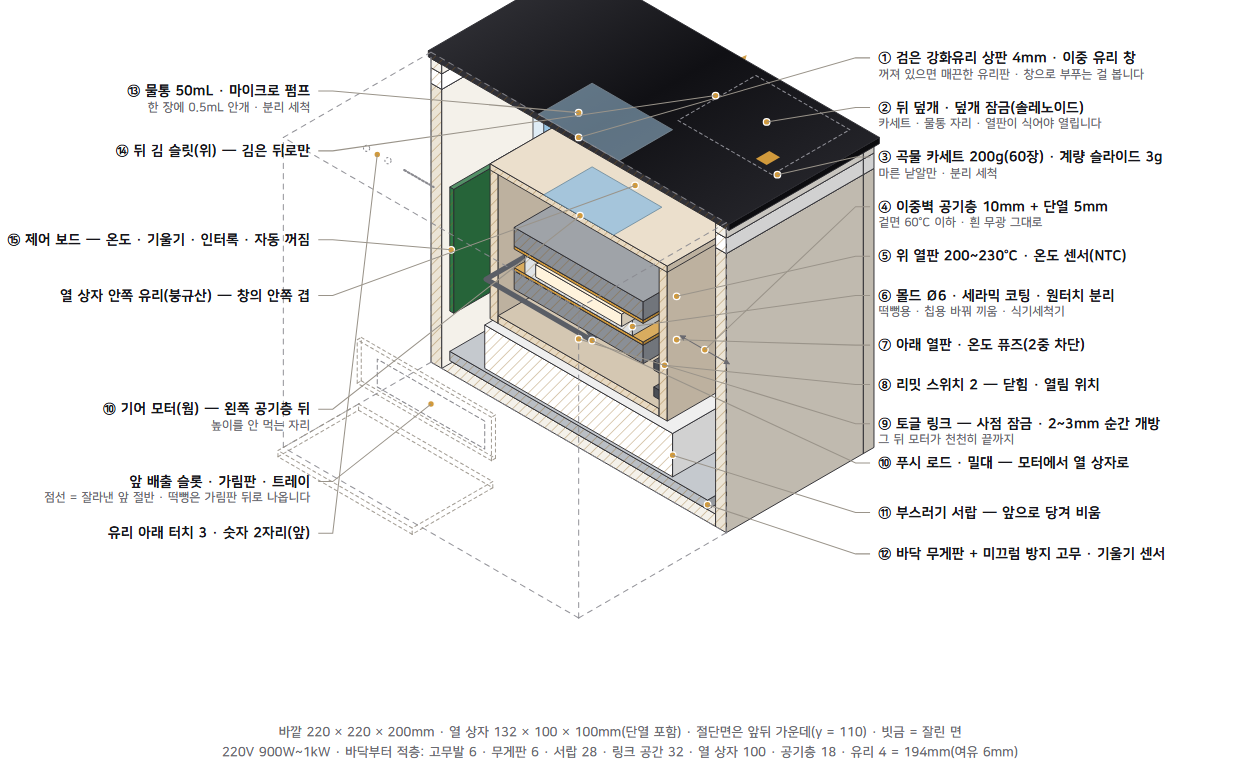 ⑬ 물통 50mL · 마이크로 펌프
한 장에 0.5mL 안개 · 분리 세척
⑭ 뒤 김 슬릿(위) — 김은 뒤로만
⑮ 제어 보드 — 온도 · 기울기 · 인터록 · 자동 꺼짐
열 상자 안쪽 유리(붕규산) — 창의 안쪽 겹
⑩ 기어 모터(웜) — 왼쪽 공기층 뒤
높이를 안 먹는 자리
앞 배출 슬롯 · 가림판 · 트레이
점선 = 잘라낸 앞 절반 · 떡뻥은 가림판 뒤로 나옵니다
유리 아래 터치 3 · 숫자 2자리(앞)
① 검은 강화유리 상판 4mm · 이중 유리 창
꺼져 있으면 매끈한 유리판 · 창으로 부푸는 걸 봅니다
② 뒤 덮개 · 덮개 잠금(솔레노이드)
카세트 · 물통 자리 · 열판이 식어야 열립니다
③ 곡물 카세트 200g(60장) · 계량 슬라이드 3g
마른 낟알만 · 분리 세척
④ 이중벽 공기층 10mm + 단열 5mm
겉면 60℃ 이하 · 흰 무광 그대로
⑤ 위 열판 200~230℃ · 온도 센서(NTC)
⑥ 몰드 Ø6 · 세라믹 코팅 · 원터치 분리
떡뻥용 · 칩용 바꿔 끼움 · 식기세척기
⑦ 아래 열판 · 온도 퓨즈(2중 차단)
⑧ 리밋 스위치 2 — 닫힘 · 열림 위치
⑨ 토글 링크 — 사점 잠금 · 2~3mm 순간 개방
그 뒤 모터가 천천히 끝까지
⑩ 푸시 로드 · 밀대 — 모터에서 열 상자로
⑪ 부스러기 서랍 — 앞으로 당겨 비움
⑫ 바닥 무게판 + 미끄럼 방지 고무 · 기울기 센서
바깥 220 × 220 × 200mm · 열 상자 132 × 100 × 100mm(단열 포함) · 절단면은 앞뒤 가운데(y = 110) · 빗금 = 잘린 면
220V 900W~1kW · 바닥부터 적층: 고무발 6 · 무게판 6 · 서랍 28 · 링크 공간 32 · 열 상자 100 · 공기층 18 · 유리 4 = 194mm(여유 6mm)